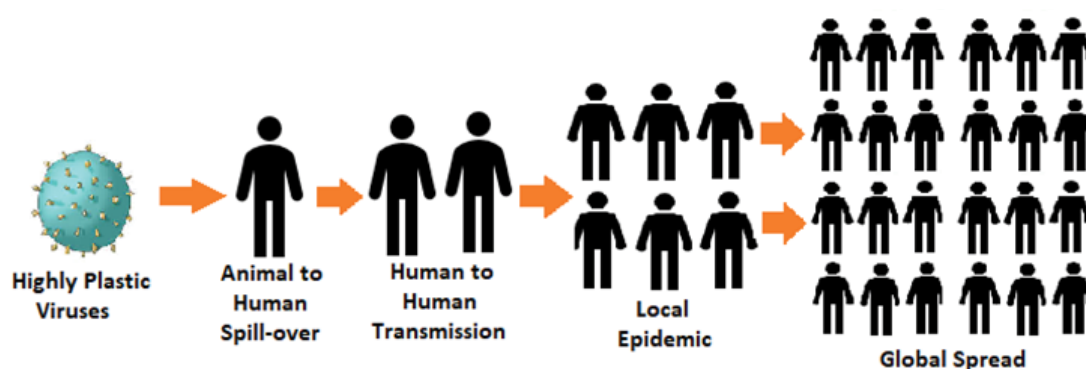 Highly Plastic
Viruses
Animal to
Human
Spill-over
Human to
Human
Transmission
Local
Epidemic
Global Spread